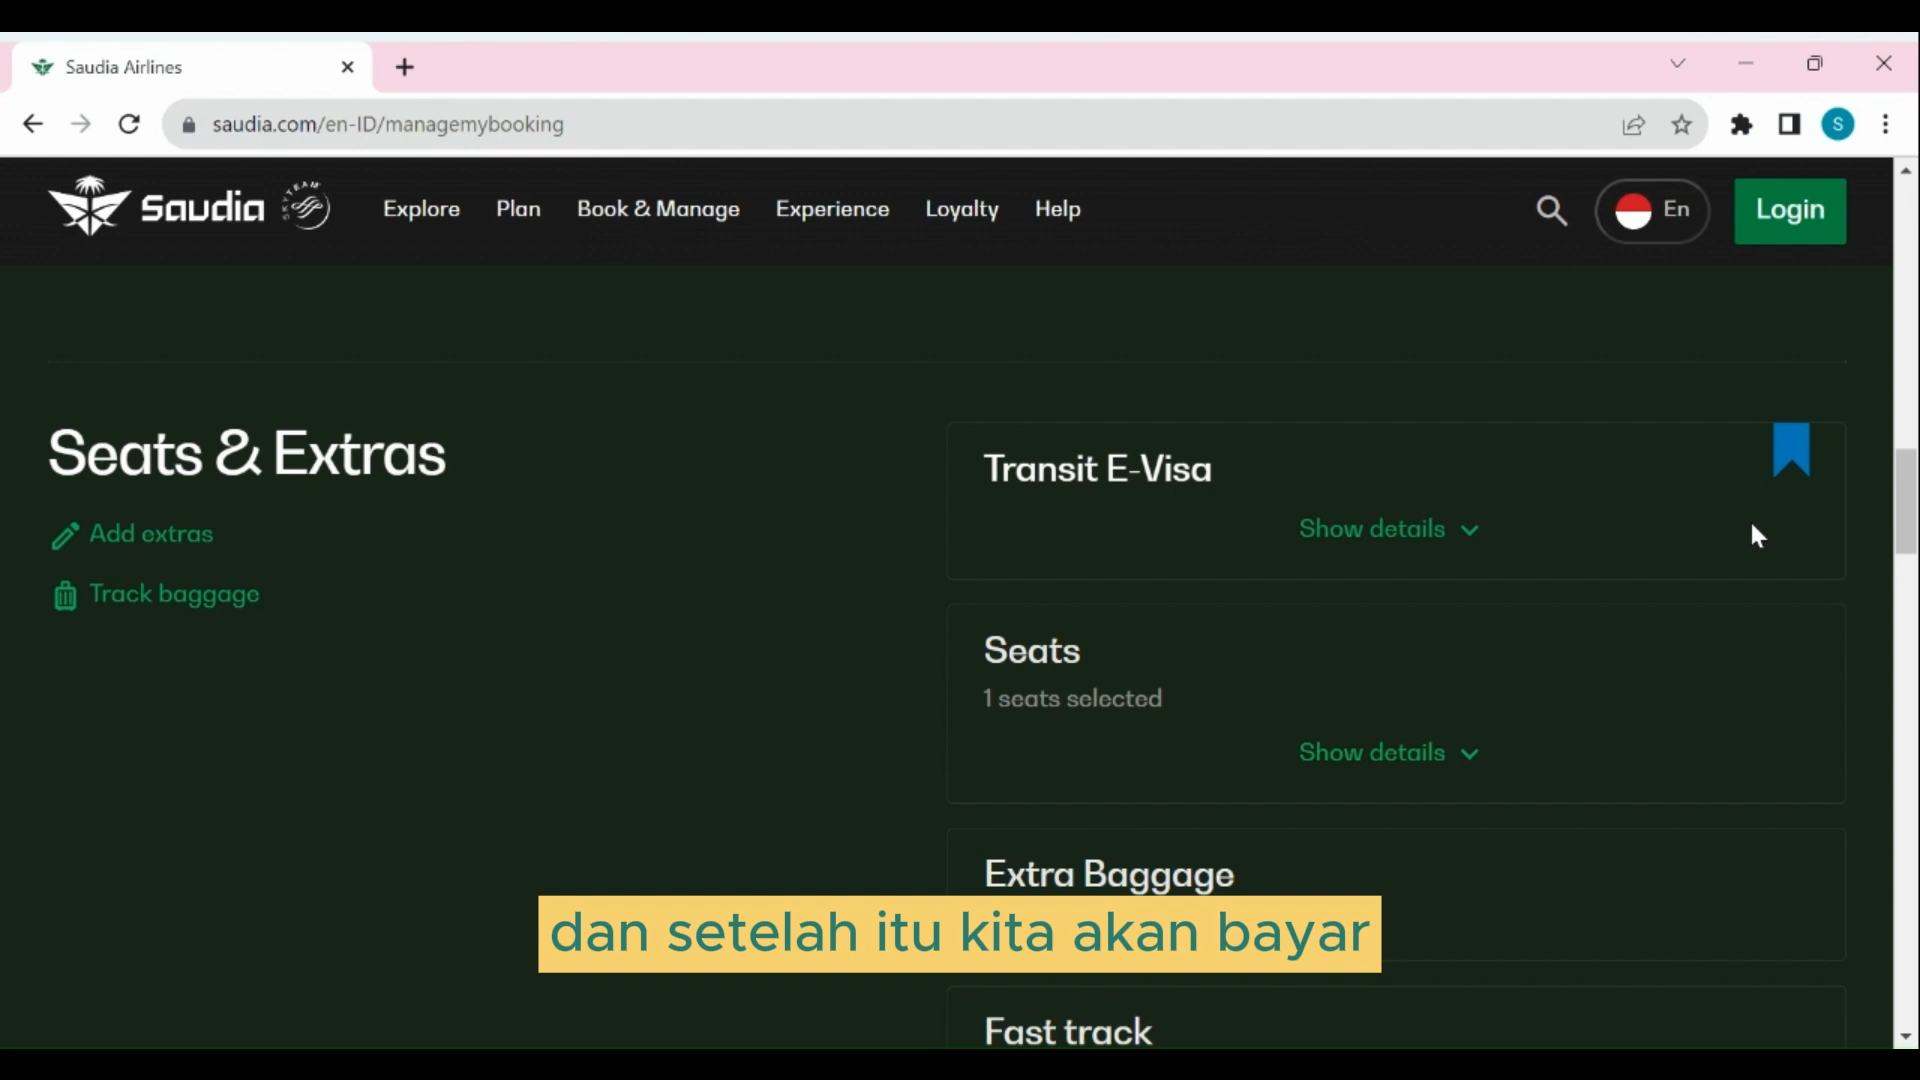 Saudia Airlines
saudia.com/en-ID/managemybooking
S
Saudia
SKYTEAM
Explore
Plan
Book & Manage
Experience
Loyalty
Help
En
Login
Seats & Extras
Add extras
Track baggage
Transit E-Visa
Show details
Seats
1 seats selected
Show details
Extra Baggage
dan setelah itu kita akan bayar
Fast track